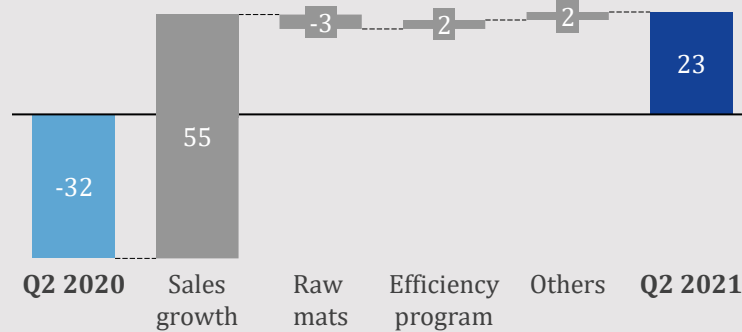 -3
2
2
23
55
-32
Q2 2020
Sales
growth
Raw
mats
Efficiency
program
Others
Q2 2021